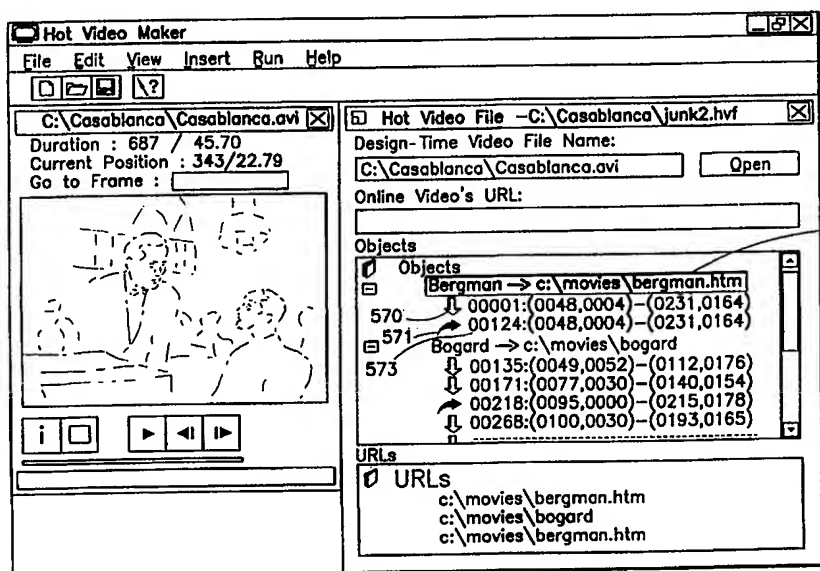 Hot Video Maker
File Edit View Insert Run Help
\?
C:\Casablanca\Casablanca.avi
Duration : 687 / 45.70
Current Position : 343/22.79
Go to Frame :
i
Hot Video File -C:\Casablanca\junk2.hvf
Design-Time Video File Name:
C:\Casablanca\Casablanca.avi Open
Online Video's URL:
Objects
Objects
Bergman → c:\movies\bergman.htm
570 00001:(0048,0004)-(0231,0164)
571 00124:(0048,0004)-(0231,0164)
573 Bogard → c:\movies\bogard
00135:(0049,0052)-(0112,0176)
00171:(0077,0030)-(0140,0154)
00218:(0095,0000)-(0215,0178)
00268:(0100,0030)-(0193,0165)
URLs
URLs
c:\movies\bergman.htm
c:\movies\bogard
c:\movies\bergman.htm